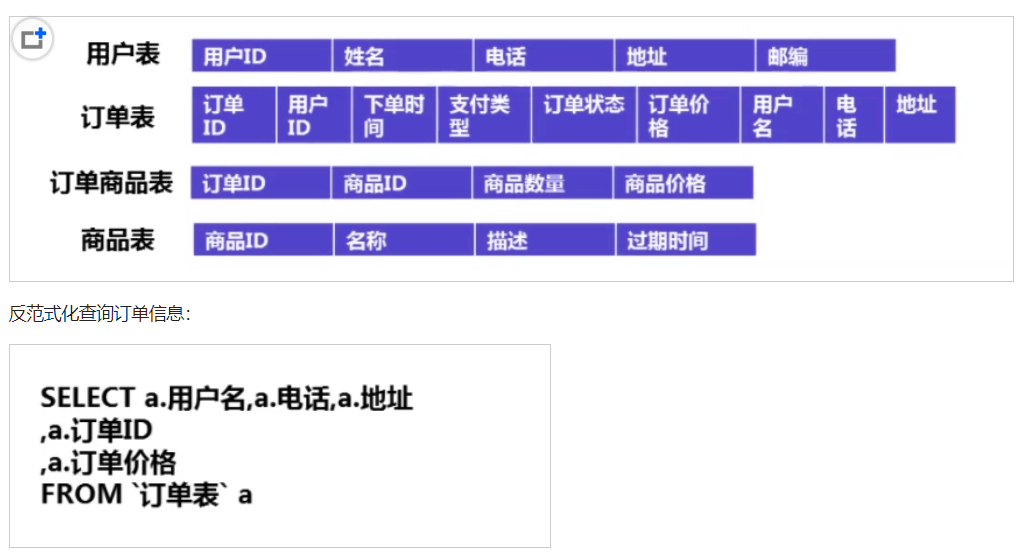 用户表 用户ID 姓名 电话 地址 邮编
订单表 订单ID 用户ID 下单时间 支付类型 订单状态 订单价格 用户名 电话 地址
订单商品表 订单ID 商品ID 商品数量 商品价格
商品表 商品ID 名称 描述 过期时间
反范式化查询订单信息:
SELECT a.用户名,a.电话,a.地址
,a.订单ID
,a.订单价格
FROM `订单表` a